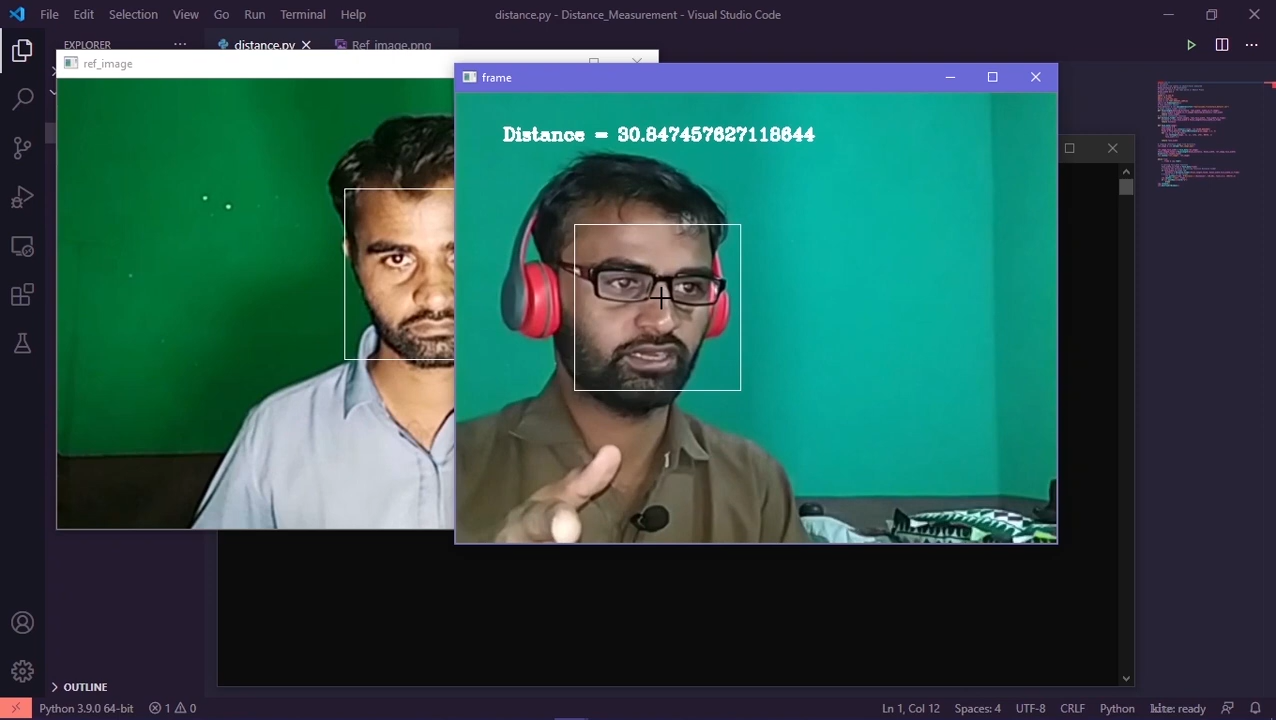 File Edit Selection View Go Run Terminal Help distance.py - Distance_Measurement - Visual Studio Code
EXPLORER ··· distance.py Ref_image.png
ref_image
frame
Distance = 30.847457627118644
OUTLINE
Python 3.9.0 64-bit 1 0 Ln 1, Col 12 Spaces: 4 UTF-8 CRLF Python kite: ready